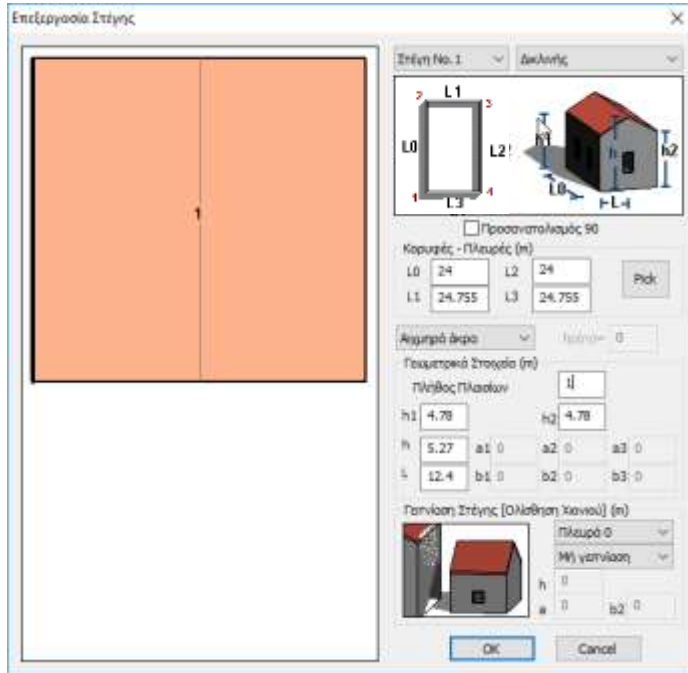 Επεξεργασία Στέγης
Στέγη No. 1
Δικλινής
1
2
L1
3
L0
L2
1
L3
4
h1
h
h2
L0
L
Προσανατολισμός 90
Κορυφές - Πλευρές (m)
L0 24 L2 24
Pick
L1 24.755 L3 24.755
Αιχμηρά άκρα
0
Γεωμετρικά Στοιχεία (m)
Πλήθος Πλαισίων 1
h1 4.78 h2 4.78
h 5.27 a1 0 a2 0 a3 0
L 12.4 b1 0 b2 0 b3 0
Γειτνίαση Στέγης [Ολίσθηση Χιονιού] (m)
Πλευρά 0
Μή γειτνίαση
h 0
a 0 b2 0
OK Cancel